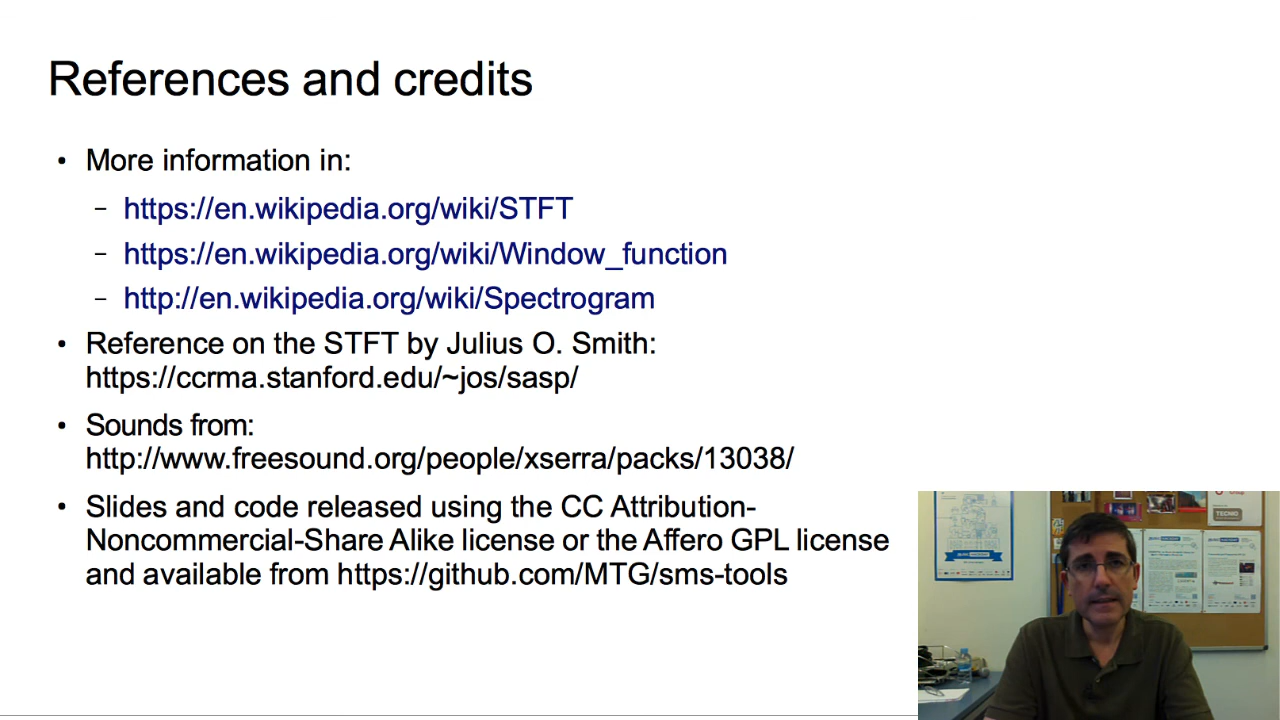 References and credits
• More information in:
– https://en.wikipedia.org/wiki/STFT
– https://en.wikipedia.org/wiki/Window_function
– http://en.wikipedia.org/wiki/Spectrogram
• Reference on the STFT by Julius O. Smith:
https://ccrma.stanford.edu/~jos/sasp/
• Sounds from:
http://www.freesound.org/people/xserra/packs/13038/
• Slides and code released using the CC Attribution-
Noncommercial-Share Alike license or the Affero GPL license
and available from https://github.com/MTG/sms-tools
TECNIO